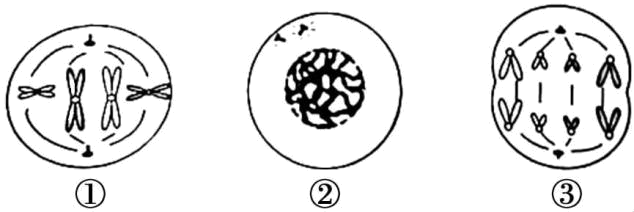 ① ② ③